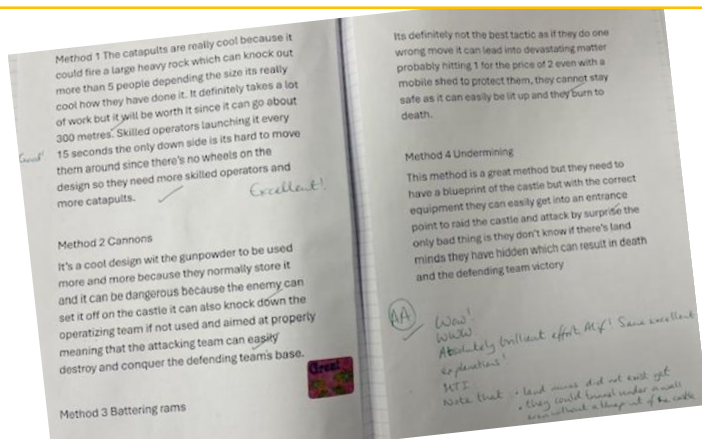 Method 1 The catapults are really cool because it
could fire a large heavy rock which can knock out
more than 5 people depending the size its really
cool how they have done it. It definitely takes a lot
of work but it will be worth It since it can go about
300 metres. Skilled operators launching it every
Good!
15 seconds the only down side is its hard to move
them around since there's no wheels on the
design so they need more skilled operators and
more catapults.
Excellent!
Method 2 Cannons
It's a cool design wit the gunpowder to be used
more and more because they normally store it
and it can be dangerous because the enemy can
set it off on the castle it can also knock down the
operatizing team if not used and aimed at properly
meaning that the attacking team can easily
destroy and conquer the defending team's base.
Great
Method 3 Battering rams
Its definitely not the best tactic as if they do one
wrong move it can lead into devastating matter
probably hitting 1 for the price of 2 even with a
mobile shed to protect them, they cannot stay
safe as it can easily be lit up and they burn to
death.
Method 4 Undermining
This method is a great method but they need to
have a blueprint of the castle but with the correct
equipment they can easily get into an entrance
point to raid the castle and attack by surprise the
only bad thing is they don't know if there's land
minds they have hidden which can result in death
and the defending team victory
AA
Wow!
WWW
Absolutely brilliant effort Alif! Some excellent
explanations!
Note that • land mines did not exist yet
• they could tunnel under a wall
even without a blueprint of the castle